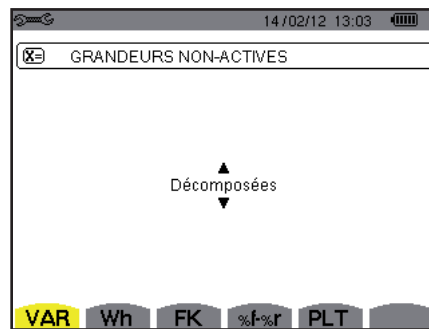 14/02/12 13:03
X= GRANDEURS NON-ACTIVES
Décomposées
VAR Wh FK %f-%r PLT